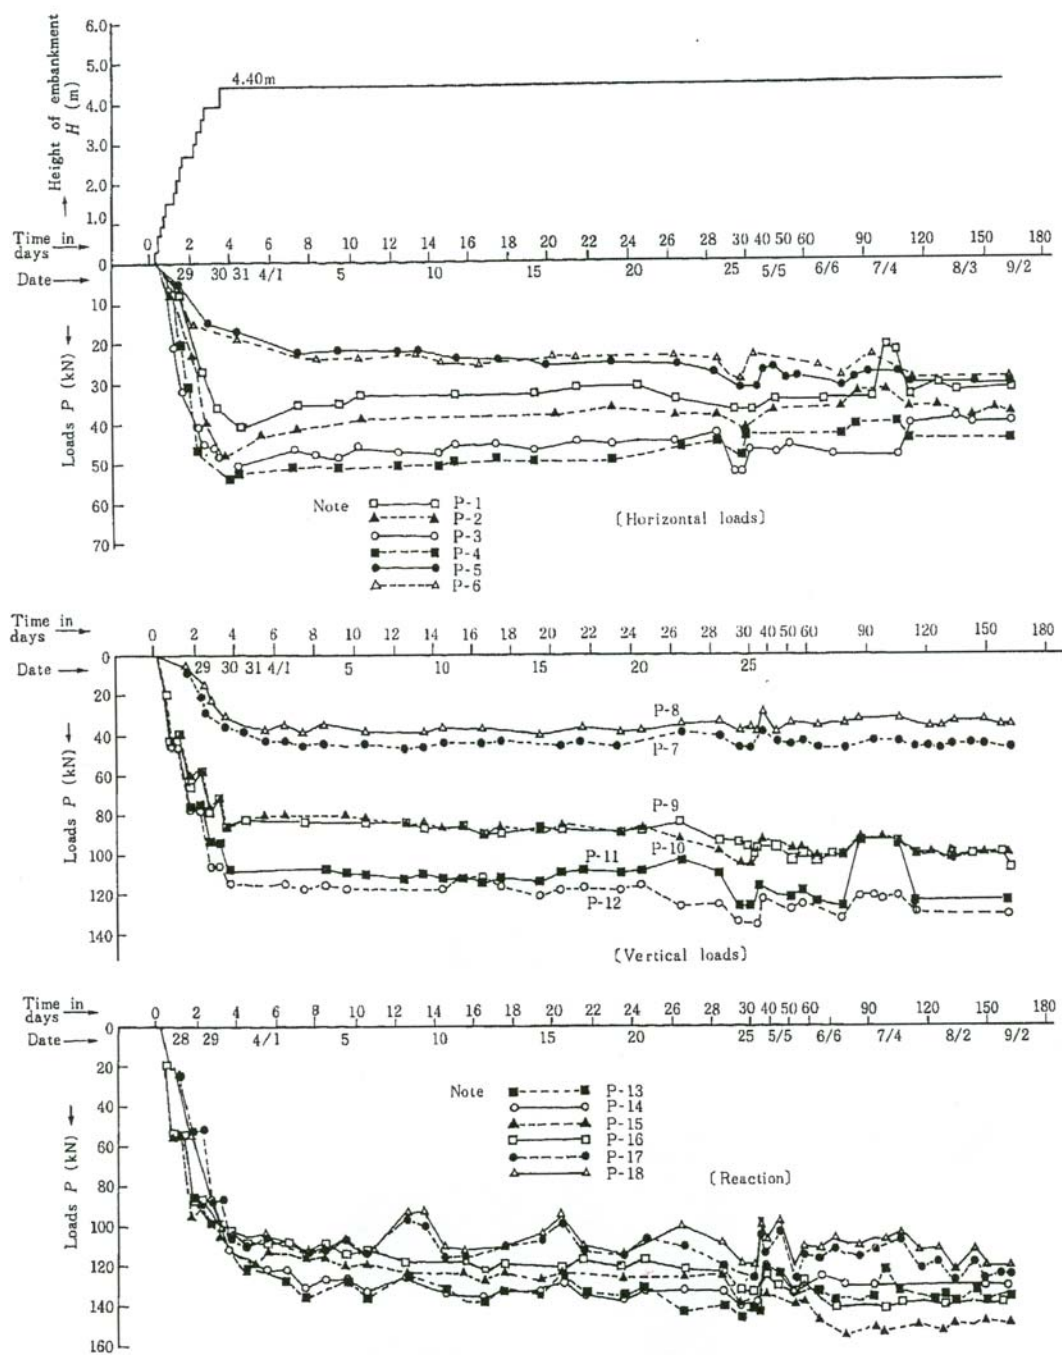 6.0
5.0
4.0
3.0
2.0
1.0
Height of embankment
H (m)
4.40m
Time in days
0 2 4 6 8 10 12 14 16 18 20 22 24 26 28 30 40 50 60 90 120 150 160
0
Date
29 30 31 4/1 5 10 15 20 25 5/5 6/6 7/4 8/3 9/2
10
20
30
40
50
60
70
Loads P (kN)
Note
P-1
P-2
P-3
P-4
P-5
P-6
[Horizontal loads]
Time in days
0 2 4 6 8 10 12 14 16 18 20 22 24 26 28 30 40 50 60 90 120 150 160
0
Date
29 30 31 4/1 5 10 15 20 25
20
40
60
80
100
120
140
Loads P (kN)
P-8
P-7
P-9
P-10
P-11
P-12
[Vertical loads]
Time in days
0 2 4 6 8 10 12 14 16 18 20 22 24 26 28 30 40 50 60 90 120 150 160
0
Date
28 29 4/1 5 10 15 20 25 5/5 6/6 7/4 8/2 9/2
20
40
60
80
100
120
140
160
Loads P (kN)
Note
P-13
P-14
P-15
P-16
P-17
P-18
[Reaction]